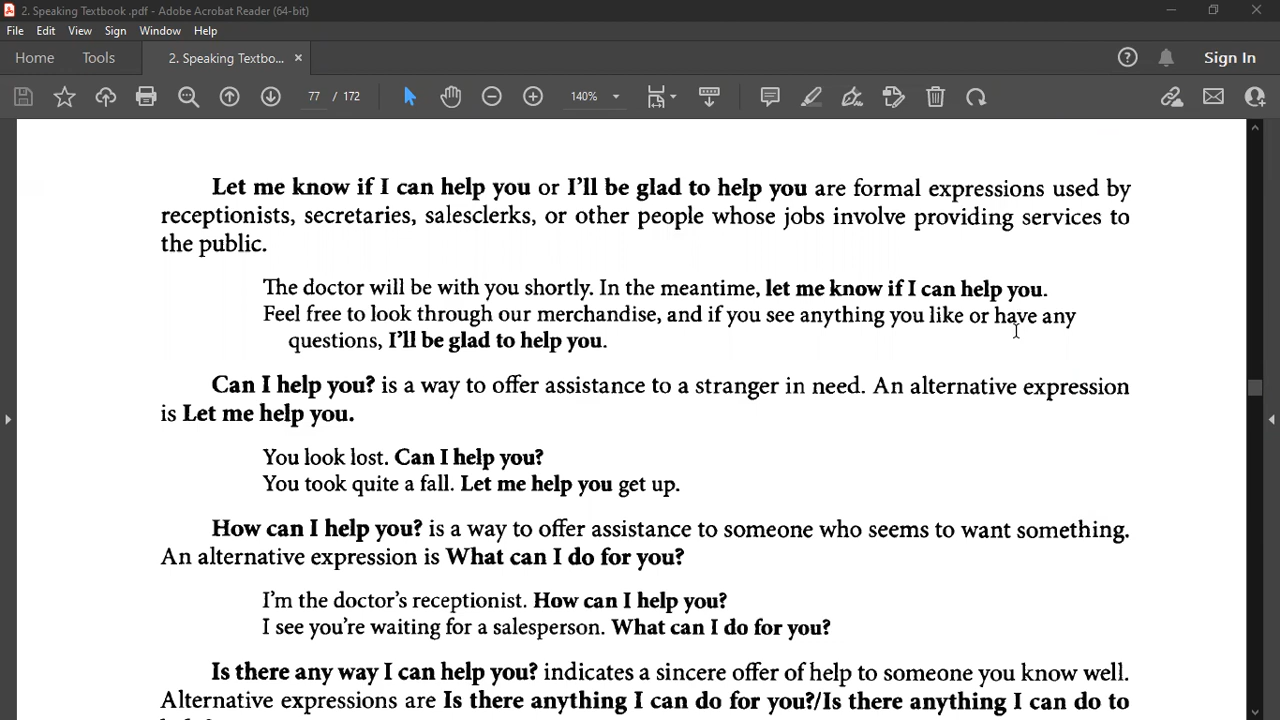 2. Speaking Textbook .pdf - Adobe Acrobat Reader (64-bit)
File Edit View Sign Window Help
Home Tools 2. Speaking Textbo... × Sign In
77 / 172 140%
Let me know if I can help you or I'll be glad to help you are formal expressions used by
receptionists, secretaries, salesclerks, or other people whose jobs involve providing services to
the public.
The doctor will be with you shortly. In the meantime, let me know if I can help you.
Feel free to look through our merchandise, and if you see anything you like or have any
questions, I'll be glad to help you.
Can I help you? is a way to offer assistance to a stranger in need. An alternative expression
is Let me help you.
You look lost. Can I help you?
You took quite a fall. Let me help you get up.
How can I help you? is a way to offer assistance to someone who seems to want something.
An alternative expression is What can I do for you?
I'm the doctor's receptionist. How can I help you?
I see you're waiting for a salesperson. What can I do for you?
Is there any way I can help you? indicates a sincere offer of help to someone you know well.
Alternative expressions are Is there anything I can do for you?/Is there anything I can do to